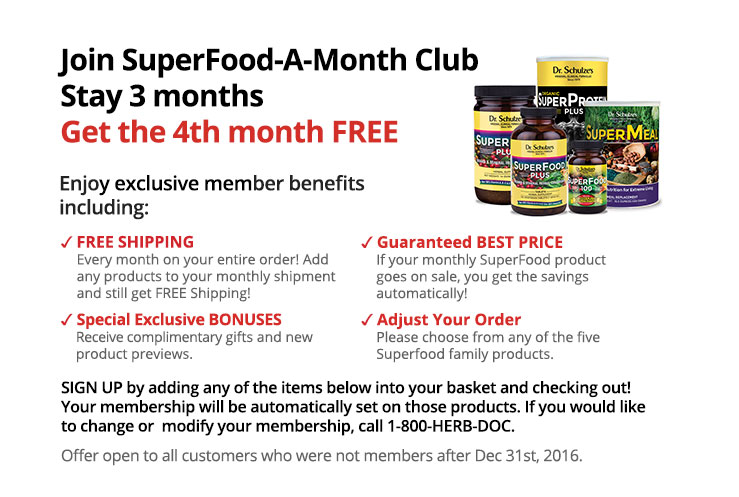 Join SuperFood-A-Month Club
Stay 3 months
Get the 4th month FREE
Enjoy exclusive member benefits
including:
✓ FREE SHIPPING
Every month on your entire order! Add
any products to your monthly shipment
and still get FREE Shipping!
✓ Guaranteed BEST PRICE
If your monthly SuperFood product
goes on sale, you get the savings
automatically!
✓ Special Exclusive BONUSES
Receive complimentary gifts and new
product previews.
✓ Adjust Your Order
Please choose from any of the five
Superfood family products.
SIGN UP by adding any of the items below into your basket and checking out!
Your membership will be automatically set on those products. If you would like
to change or modify your membership, call 1-800-HERB-DOC.
Offer open to all customers who were not members after Dec 31st, 2016.
Dr. Schulze's
ORGANIC
SUPERPROTEIN
PLUS
Dr. Schulze's
SUPERFOOD
PLUS
Dr. Schulze's
SUPERFOOD
PLUS
Dr. Schulze's
SUPERFOOD
100
Dr. Schulze's
SUPERMEAL
Nutrition for Extreme Living